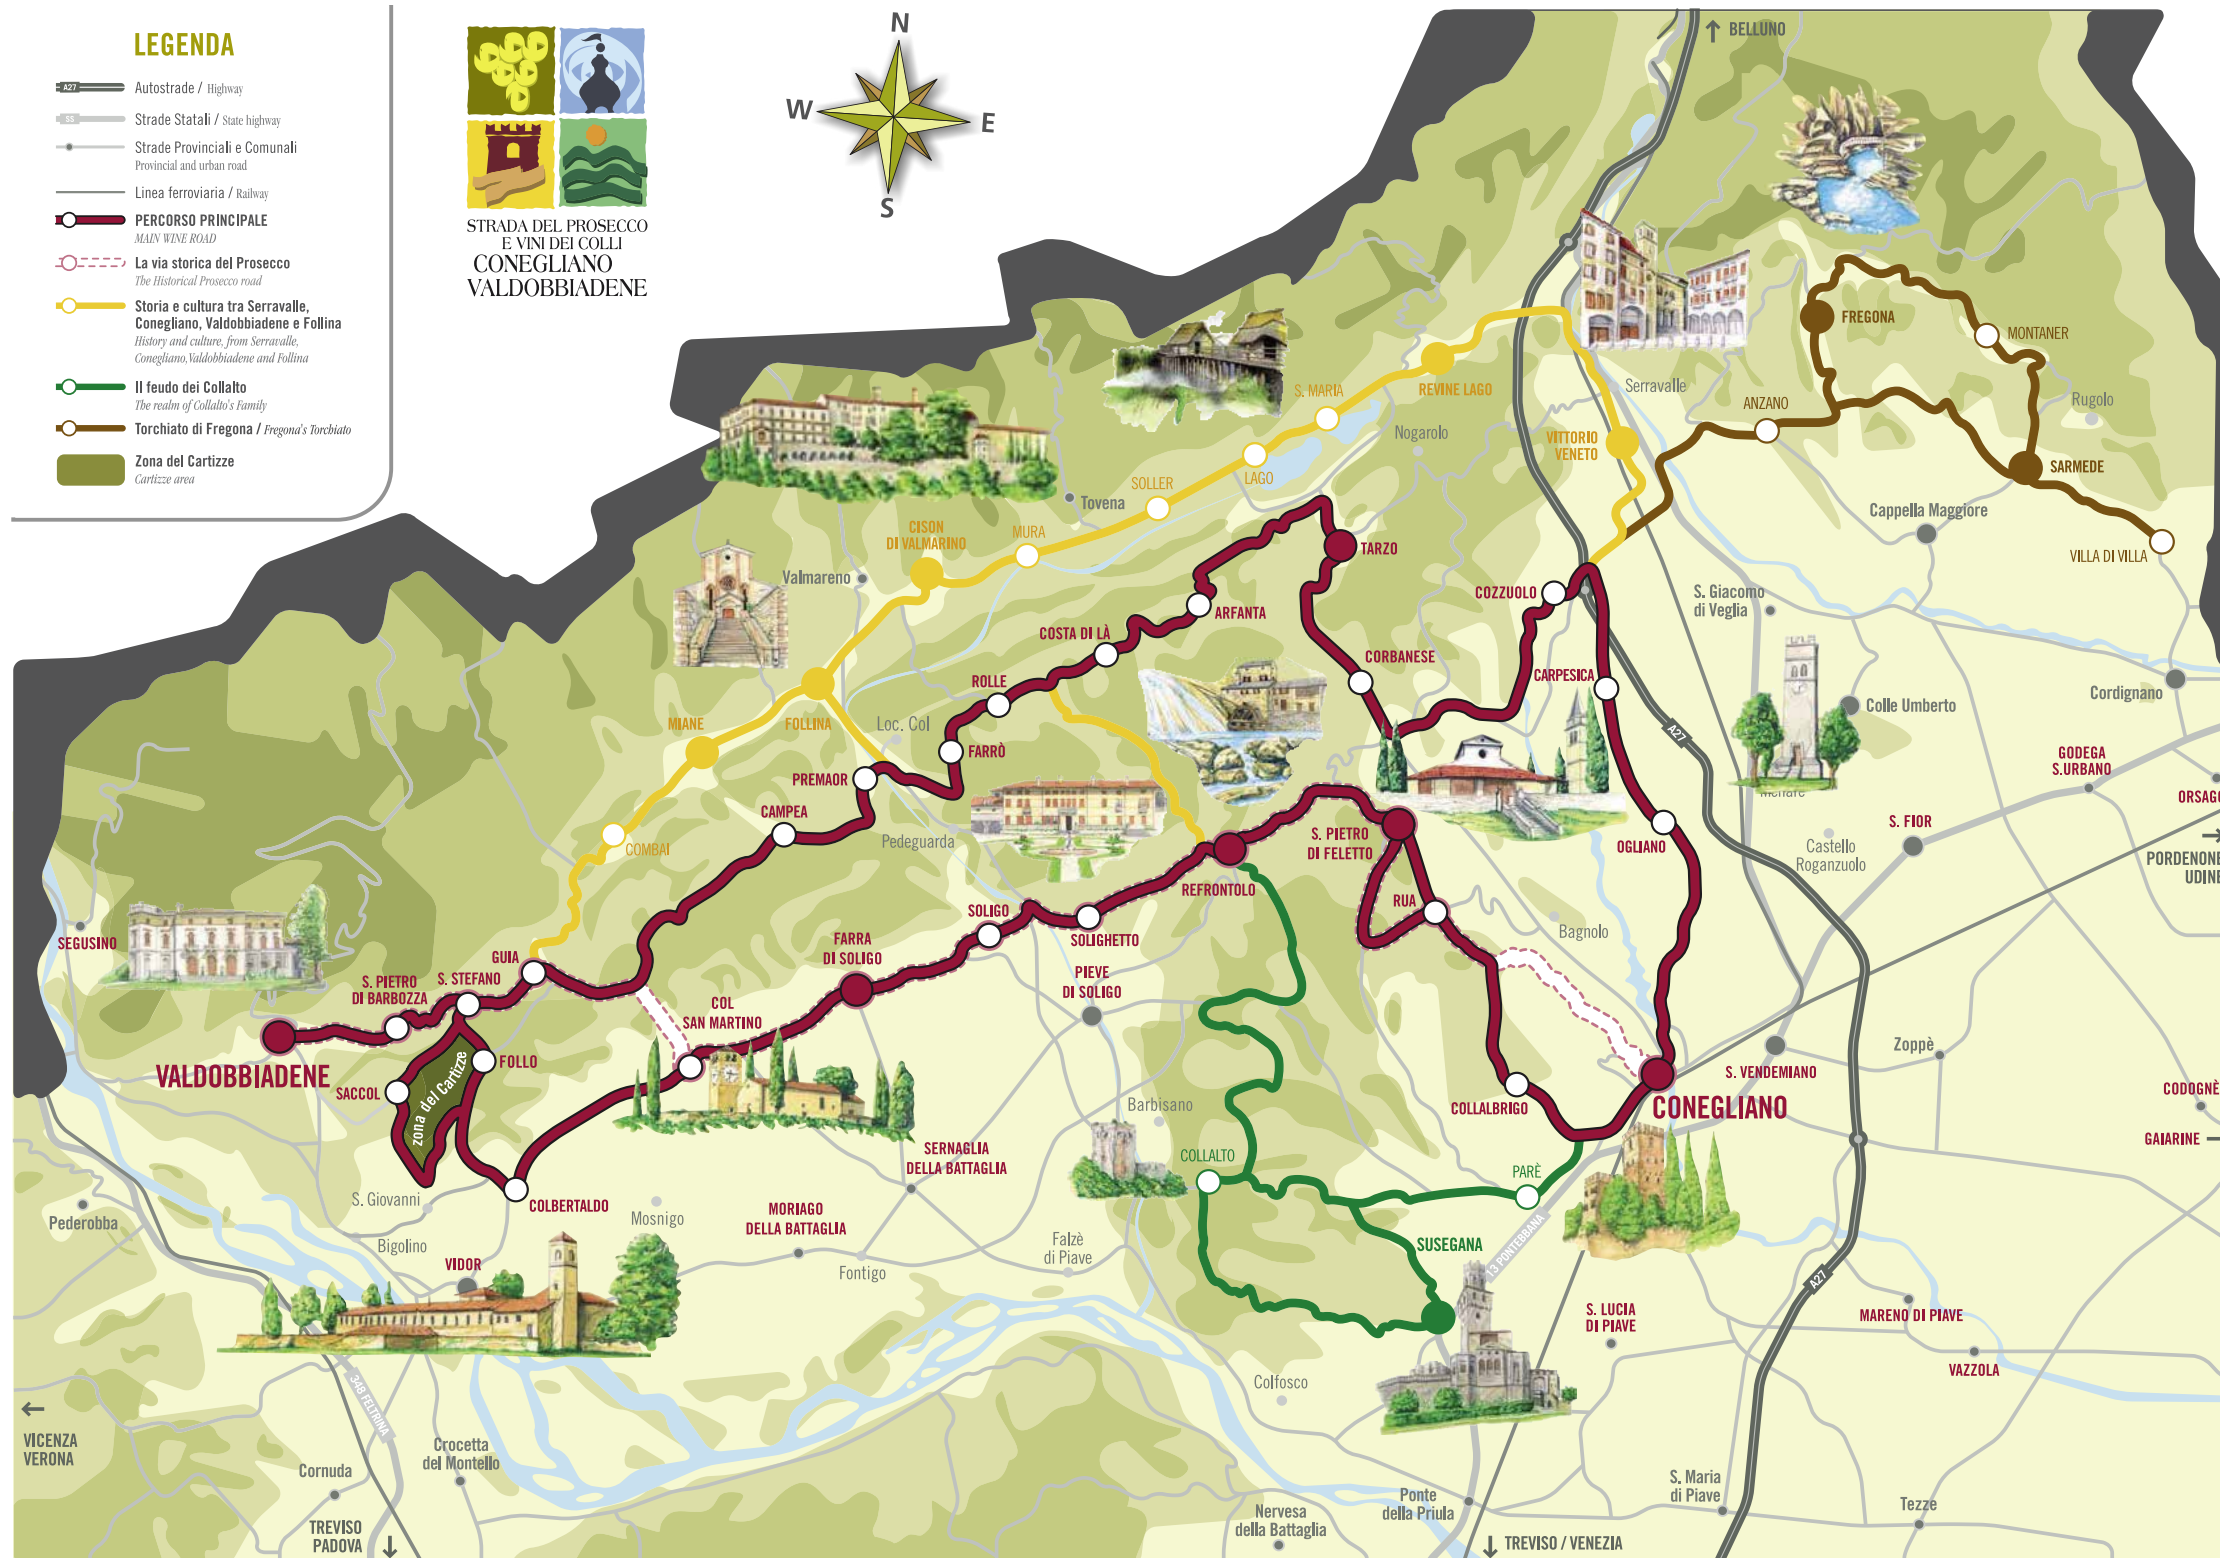 LEGENDA
A27
Autostrade / Highway
SS
Strade Statali / State highway
Strade Provinciali e Comunali
Provincial and urban road
Linea ferroviaria / Railway
PERCORSO PRINCIPALE
MAIN WINE ROAD
La via storica del Prosecco
The Historical Prosecco road
Storia e cultura tra Serravalle,
Conegliano, Valdobbiadene e Follina
History and culture, from Serravalle,
Conegliano, Valdobbiadene and Follina
Il feudo dei Collalto
The realm of Collalto's Family
Torchiato di Fregona / Fregona's Torchiato
Zona del Cartizze
Cartizze area
STRADA DEL PROSECCO
E VINI DEI COLLI
CONEGLIANO
VALDOBBIADENE
N
W
E
S
BELLUNO
FREGONA
MONTANER
Rugolo
Serravalle
ANZANO
SARMEDE
REVINE LAGO
S. MARIA
Nogarolo
VITTORIO
VENETO
LAGO
SOLLER
Tovena
MURA
CISON
DI VALMARINO
Valmareno
Cappella Maggiore
VILLA DI VILLA
TARZO
COZZUOLO
S. Giacomo
di Veglia
ARFANTA
COSTA DI LÀ
CORBANESE
CARPESICA
ROLLE
Cordignano
Colle Umberto
MIANE
FOLLINA
Loc. Col
FARRÒ
A27
GODEGA
S.URBANO
PREMAOR
ORSAGO
CAMPEA
Pedeguarda
S. PIETRO
DI FELETTO
OGLIANO
S. FIOR
Castello
Roganzuolo
PORDENONE
UDINE
COMBAI
REFRONTOLO
RUA
SOLIGO
SOLIGHETTO
Bagnolo
SEGUSINO
FARRA
DI SOLIGO
GUIA
S. STEFANO
S. PIETRO
DI BARBOZZA
PIEVE
DI SOLIGO
COL
SAN MARTINO
VALDOBBIADENE
FOLLO
SACCOL
zona del Cartizze
Zoppè
S. VENDEMIANO
CODOGNÈ
CONEGLIANO
COLLALBRIGO
Barbisano
GAIARINE
SERNAGLIA
DELLA BATTAGLIA
COLLALTO
PARÈ
S. Giovanni
COLBERTALDO
Mosnigo
MORIAGO
DELLA BATTAGLIA
Pederobba
Bigolino
VIDOR
Fontigo
Falzè
di Piave
SUSEGANA
13 PONTEBBANA
A27
S. LUCIA
DI PIAVE
MARENO DI PIAVE
VAZZOLA
Colfosco
348 FELTRINA
VICENZA
VERONA
Crocetta
del Montello
Cornuda
TREVISO
PADOVA
Nervesa
della Battaglia
Ponte
della Priula
S. Maria
di Piave
Tezze
TREVISO / VENEZIA